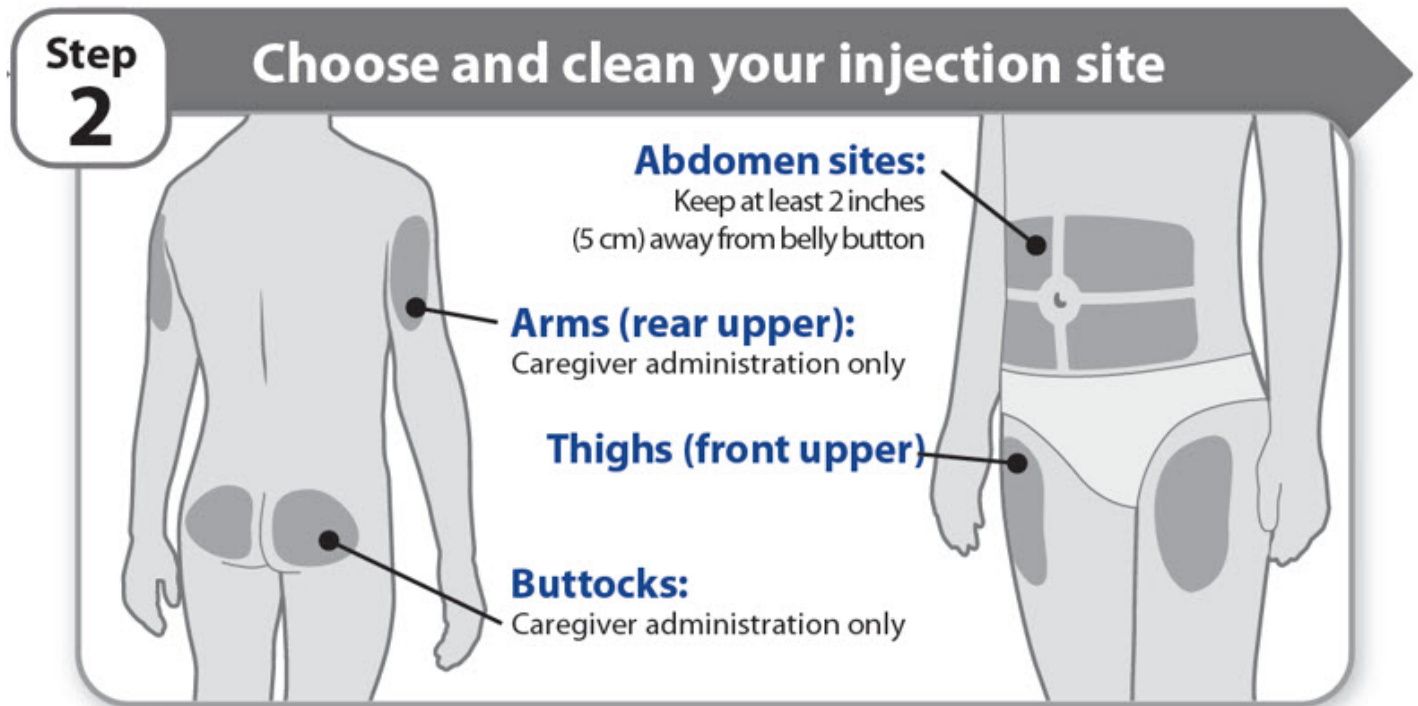 Step
2
Choose and clean your injection site
Abdomen sites:
Keep at least 2 inches
(5 cm) away from belly button
Arms (rear upper):
Caregiver administration only
Thighs (front upper)
Buttocks:
Caregiver administration only